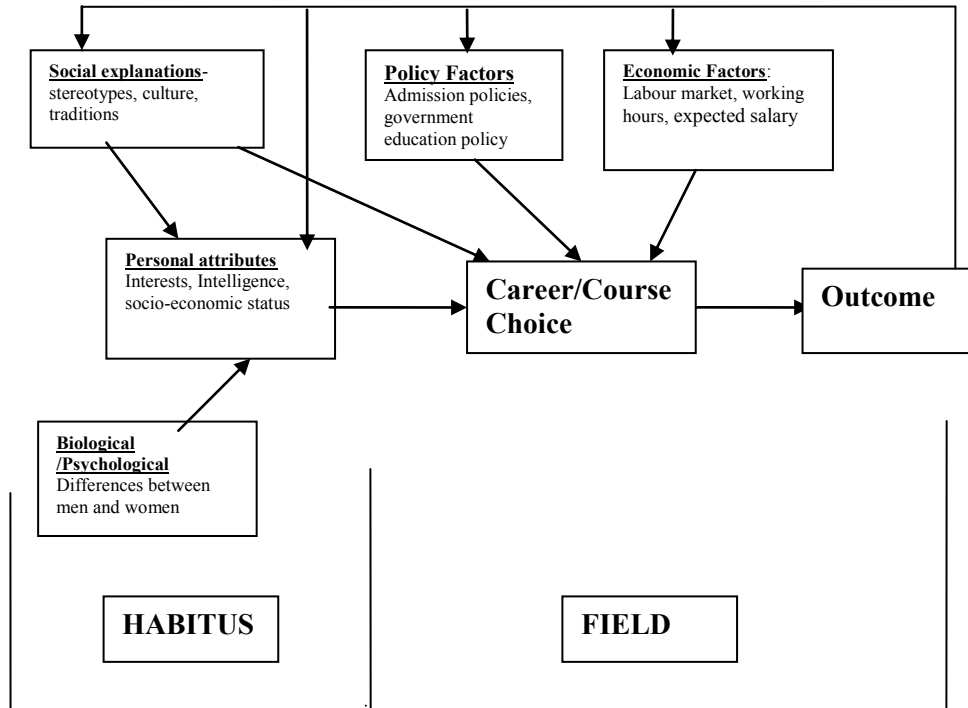 Social explanations-
stereotypes, culture,
traditions
Policy Factors
Admission policies,
government
education policy
Economic Factors:
Labour market, working
hours, expected salary
Personal attributes
Interests, Intelligence,
socio-economic status
Career/Course
Choice
Outcome
Biological
/Psychological
Differences between
men and women
HABITUS
FIELD